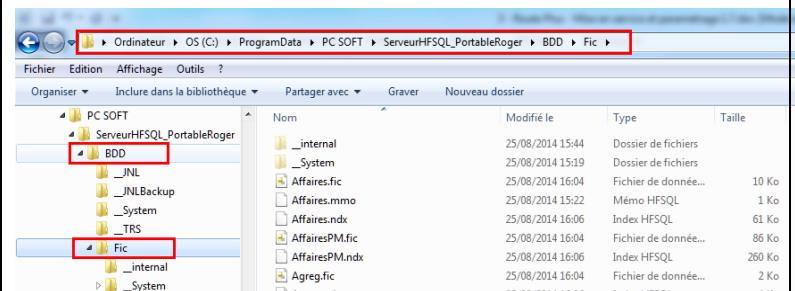 Ordinateur ▸ OS (C:) ▸ ProgramData ▸ PC SOFT ▸ ServeurHFSQL_PortableRoger ▸ BDD ▸ Fic ▸
Fichier Edition Affichage Outils ?
Organiser Inclure dans la bibliothèque Partager avec Graver Nouveau dossier
PC SOFT
ServeurHFSQL_PortableRoger
BDD
__JNL
__JNLBackup
__System
__TRS
Fic
__internal
__System
Nom Modifié le Type Taille
__internal 25/08/2014 15:44 Dossier de fichiers
__System 25/08/2014 15:19 Dossier de fichiers
Affaires.fic 25/08/2014 16:04 Fichier de donnée... 10 Ko
Affaires.mmo 25/08/2014 15:22 Mémo HFSQL 1 Ko
Affaires.ndx 25/08/2014 16:06 Index HFSQL 61 Ko
AffairesPM.fic 25/08/2014 16:04 Fichier de donnée... 86 Ko
AffairesPM.ndx 25/08/2014 16:06 Index HFSQL 260 Ko
Agreg.fic 25/08/2014 16:04 Fichier de donnée... 2 Ko